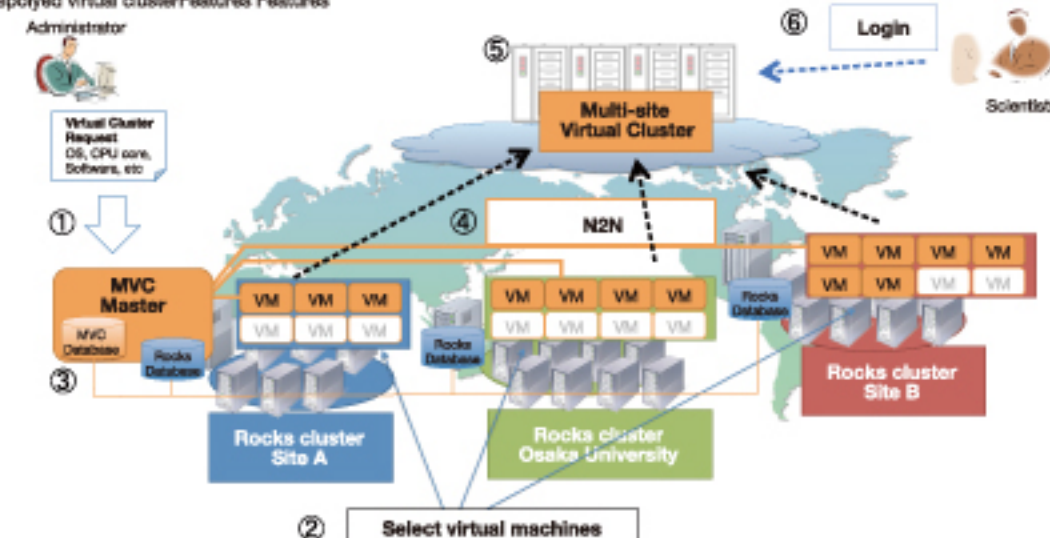 virtual clusterFeatures Features
Administrator
Virtual Cluster
Request
OS, CPU core,
Software, etc
①
MVC
Master
MVC
Database
Rocks
Database
③
VM VM VM
VM VM VM
Rocks cluster
Site A
②
Select virtual machines
④
N2N
VM VM VM VM
VM VM VM VM
Rocks
Database
Rocks cluster
Osaka University
⑤
Multi-site
Virtual Cluster
⑥
Login
Scientist
VM VM VM VM
VM VM VM VM
Rocks
Database
Rocks cluster
Site B